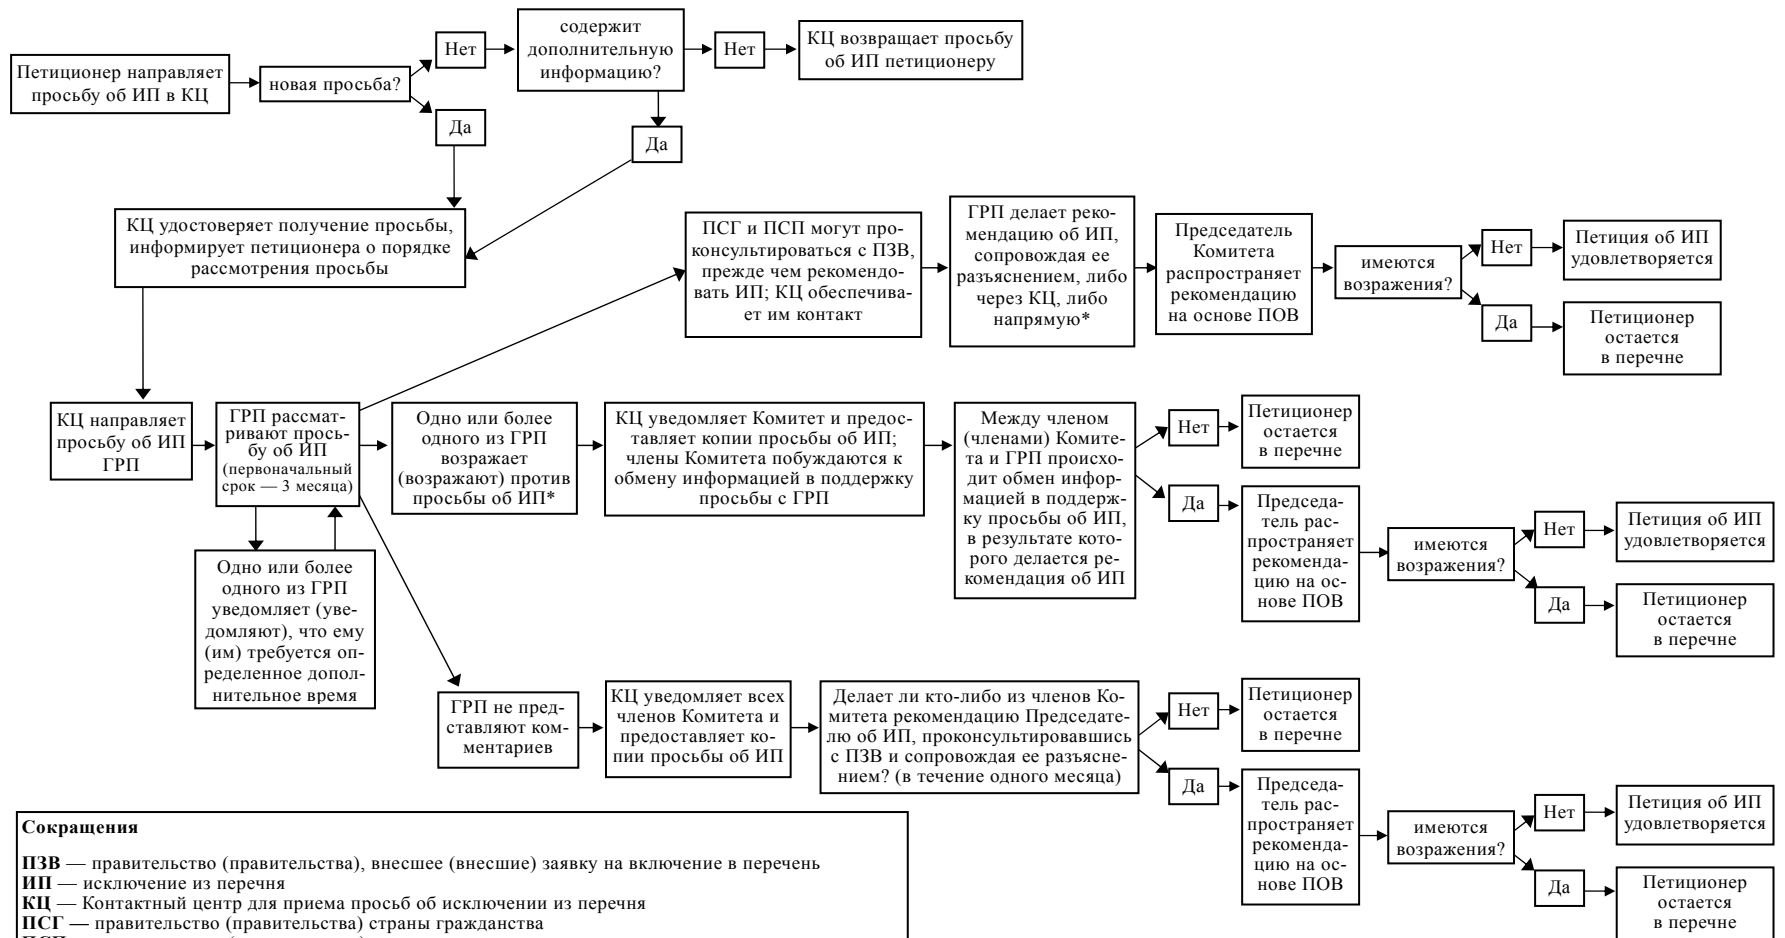 Петиционер направляет
просьбу об ИП в КЦ
новая просьба?
Нет
Да
содержит
дополнительную
информацию?
Нет
Да
КЦ возвращает просьбу
об ИП петиционеру
КЦ удостоверяет получение просьбы,
информирует петиционера о порядке
рассмотрения просьбы
ПСГ и ПСП могут про-
консультироваться с ПЗВ,
прежде чем рекомендо-
вать ИП; КЦ обеспечива-
ет им контакт
ГРП делает реко-
мендацию об ИП,
сопровождая ее
разъяснением, либо
через КЦ, либо
напрямую*
Председатель
Комитета
распространяет
рекомендацию
на основе ПОВ
имеются
возражения?
Нет
Петиция об ИП
удовлетворяется
Да
Петиционер
остается
в перечне
КЦ направляет
просьбу об ИП
ГРП
ГРП рассмат-
ривают прось-
бу об ИП
(первоначальный
срок — 3 месяца)
Одно или более
одного из ГРП
возражает
(возражают) против
просьбы об ИП*
КЦ уведомляет Комитет и предос-
тавляет копии просьбы об ИП;
члены Комитета побуждаются к
обмену информацией в поддержку
просьбы с ГРП
Между членом
(членами) Комите-
та и ГРП происхо-
дит обмен инфор-
мацией в поддерж-
ку просьбы об ИП,
в результате кото-
рого делается ре-
комендация об ИП
Нет
Петиционер
остается
в перечне
Да
Председа-
тель рас-
пространяет
рекоменда-
цию на ос-
нове ПОВ
имеются
возражения?
Нет
Петиция об ИП
удовлетворяется
Да
Петиционер
остается
в перечне
Одно или более
одного из ГРП
уведомляет (уве-
домляют), что ему
(им) требуется оп-
ределенное допол-
нительное время
ГРП не пред-
ставляют ком-
ментариев
КЦ уведомляет всех
членов Комитета и
предоставляет ко-
пии просьбы об ИП
Делает ли кто-либо из членов Ко-
митета рекомендацию Председате-
лю об ИП, проконсультировавшись
с ПЗВ и сопровождая ее разъясне-
нием? (в течение одного месяца)
Нет
Петиционер
остается
в перечне
Да
Председа-
тель рас-
пространяет
рекоменда-
цию на ос-
нове ПОВ
имеются
возражения?
Нет
Петиция об ИП
удовлетворяется
Да
Петиционер
остается
в перечне
Сокращения
ПЗВ — правительство (правительства), внесшее (внесшие) заявку на включение в перечень
ИП — исключение из перечня
КЦ — Контактный центр для приема просьб об исключении из перечня
ПСГ — правительство (правительства) страны гражданства